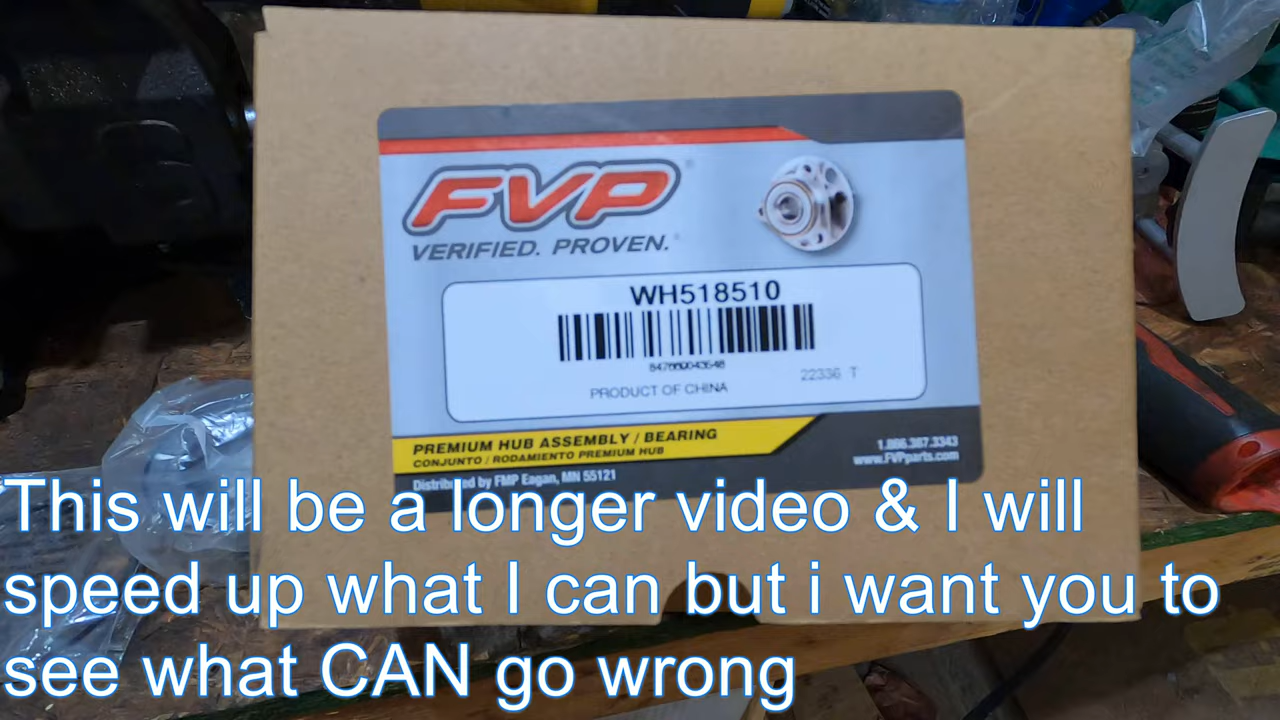 FVP
VERIFIED. PROVEN.
WH518510
22336 T
PRODUCT OF CHINA
PREMIUM HUB ASSEMBLY / BEARING
CONJUNTO / RODAMIENTO PREMIUM HUB
1.866.387.3343
www.FVPparts.com
Distributed by FMP Eagan, MN 55121
This will be a longer video & I will
speed up what I can but i want you to
see what CAN go wrong